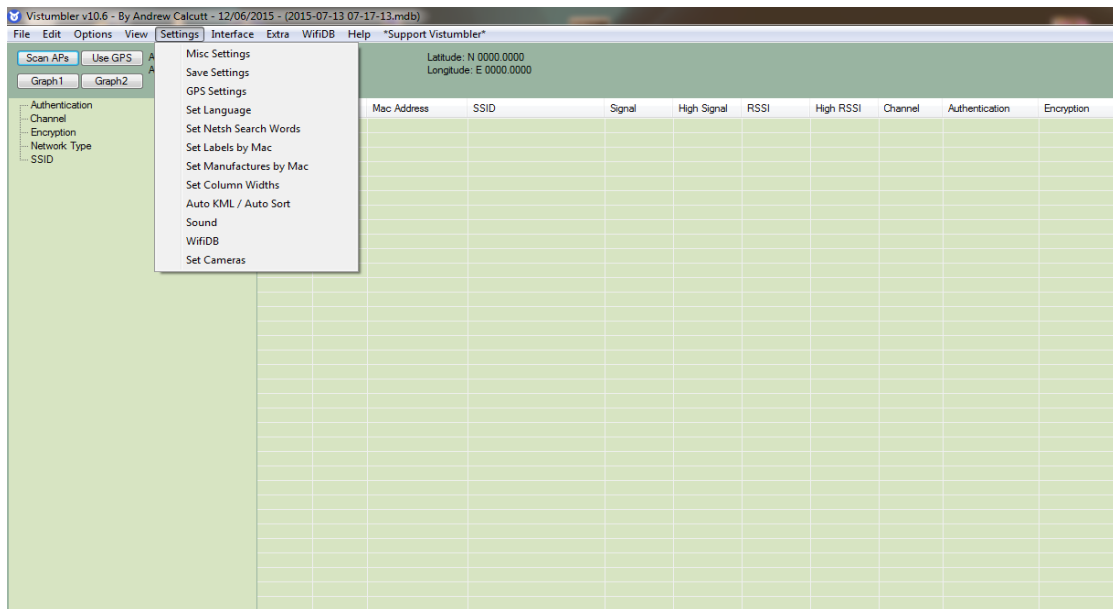 Vistumbler v10.6 - By Andrew Calcutt - 12/06/2015 - (2015-07-13 07-17-13.mdb)
File Edit Options View Settings Interface Extra WifiDB Help *Support Vistumbler*
Scan APs Use GPS A
A
Graph1 Graph2
Latitude: N 0000.0000
Longitude: E 0000.0000
Misc Settings
Save Settings
GPS Settings
Set Language
Set Netsh Search Words
Set Labels by Mac
Set Manufactures by Mac
Set Column Widths
Auto KML / Auto Sort
Sound
WifiDB
Set Cameras
Authentication
Channel
Encryption
Network Type
SSID
Mac Address SSID Signal High Signal RSSI High RSSI Channel Authentication Encryption